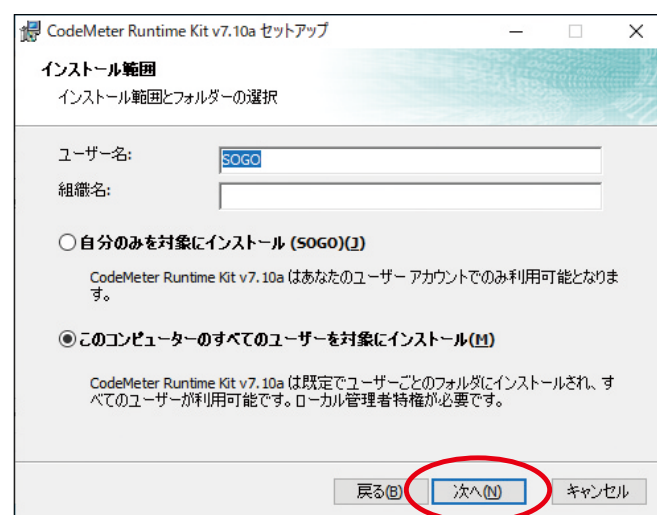 CodeMeter Runtime Kit v7.10a セットアップ
インストール範囲
インストール範囲とフォルダーの選択
ユーザー名:
SOGO
組織名:
自分のみを対象にインストール (SOGO)(J)
CodeMeter Runtime Kit v7.10a はあなたのユーザー アカウントでのみ利用可能となりま
す。
このコンピューターのすべてのユーザーを対象にインストール(M)
CodeMeter Runtime Kit v7.10a は既定でユーザーごとのフォルダにインストールされ、す
べてのユーザーが利用可能です。ローカル管理者特権が必要です。
戻る(B) 次へ(N) キャンセル